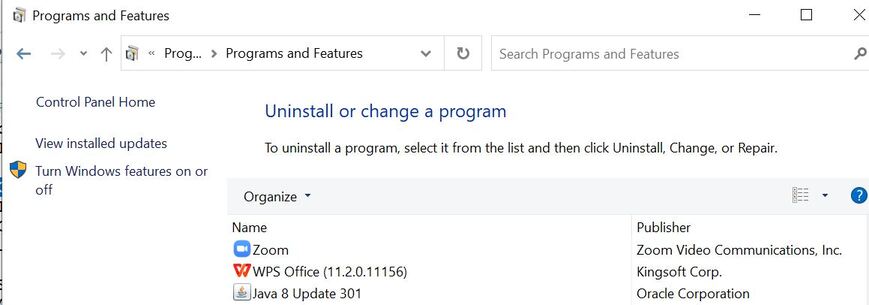 Programs and Features
« Prog... > Programs and Features
Search Programs and Features
Control Panel Home
Uninstall or change a program
View installed updates
To uninstall a program, select it from the list and then click Uninstall, Change, or Repair.
Turn Windows features on or
off
Organize
Name Publisher
Zoom Zoom Video Communications, Inc.
WPS Office (11.2.0.11156) Kingsoft Corp.
Java 8 Update 301 Oracle Corporation